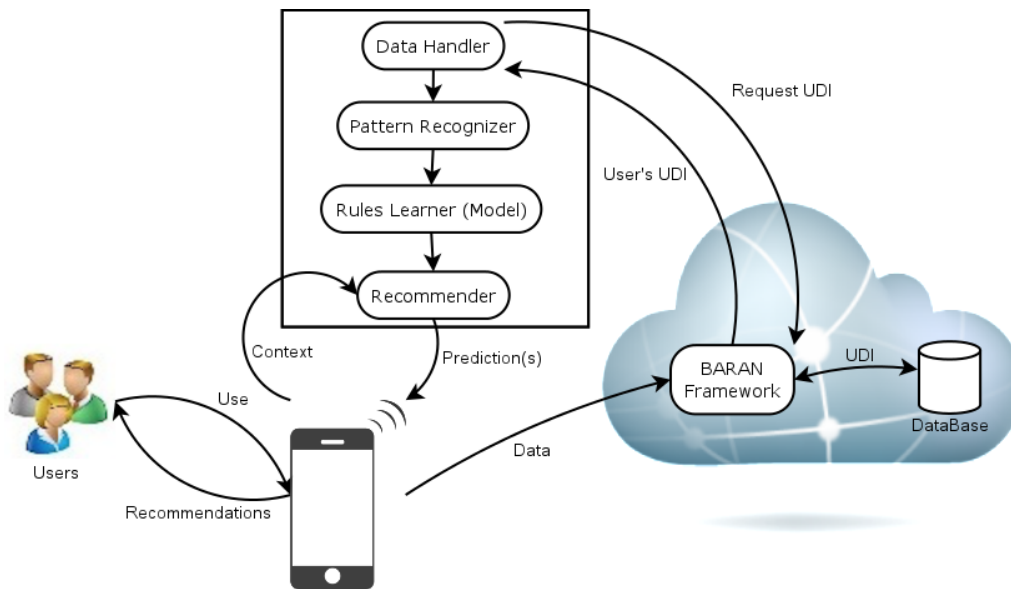 Data Handler
Request UDI
Pattern Recognizer
User's UDI
Rules Learner (Model)
Recommender
Context
Prediction(s)
BARAN
Framework
UDI
DataBase
Use
Users
Data
Recommendations